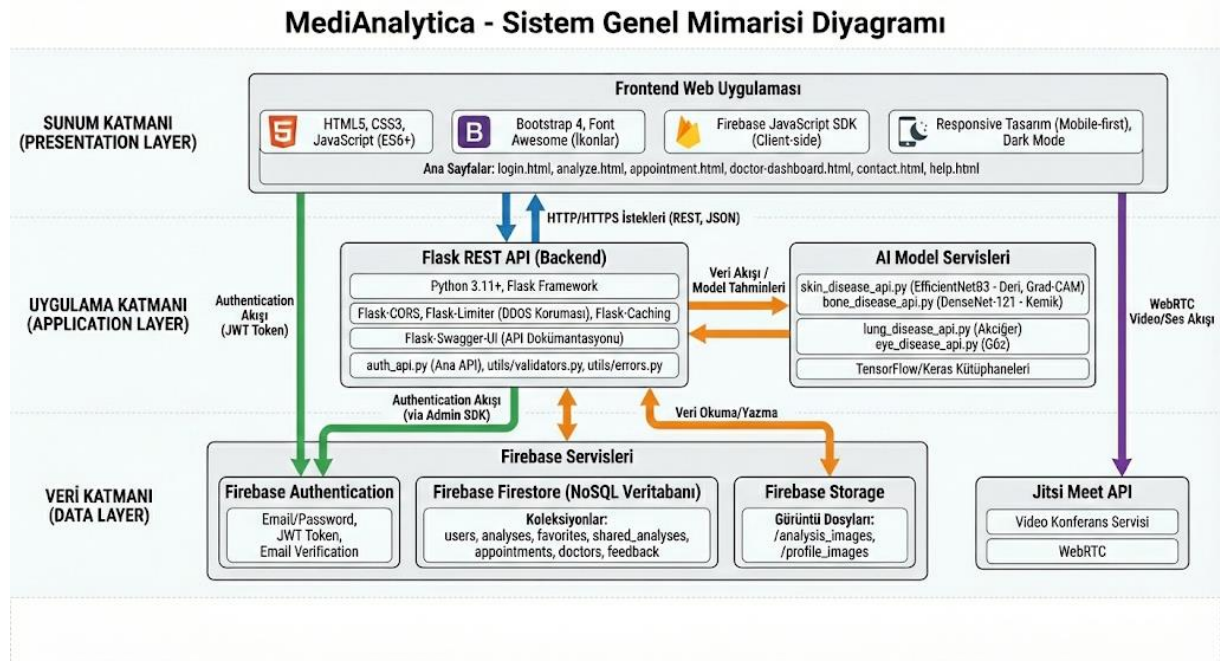 MediAnalytica - Sistem Genel Mimarisi Diyagramı
SUNUM KATMANI
(PRESENTATION LAYER)
Frontend Web Uygulaması
HTML5, CSS3,
JavaScript (ES6+)
B
Bootstrap 4, Font
Awesome (İkonlar)
Firebase JavaScript SDK
(Client-side)
Responsive Tasarım (Mobile-first),
Dark Mode
Ana Sayfalar: login.html, analyze.html, appointment.html, doctor-dashboard.html, contact.html, help.html
HTTP/HTTPS İstekleri (REST, JSON)
UYGULAMA KATMANI
(APPLICATION LAYER)
Authentication
Akışı
(JWT Token)
Flask REST API (Backend)
Python 3.11+, Flask Framework
Flask-CORS, Flask-Limiter (DDOS Koruması), Flask-Caching
Flask-Swagger-UI (API Dokümantasyonu)
auth_api.py (Ana API), utils/validators.py, utils/errors.py
Veri Akışı /
Model Tahminleri
AI Model Servisleri
skin_disease_api.py (EfficientNet83 - Deri, Grad-CAM)
bone_disease_api.py (DenseNet-121 - Kemik)
lung_disease_api.py (Akciğer)
eye_disease_api.py (Göz)
TensorFlow/Keras Kütüphaneleri
WebRTC
Video/Ses Akışı
Authentication Akışı
(via Admin SDK)
Veri Okuma/Yazma
VERİ KATMANI
(DATA LAYER)
Firebase Servisleri
Firebase Authentication
Email/Password,
JWT Token,
Email Verification
Firebase Firestore (NoSQL Veritabanı)
Koleksiyonlar:
users, analyses, favorites, shared_analyses,
appointments, doctors, feedback
Firebase Storage
Görüntü Dosyları:
/analysis_images,
/profile_images
Jitsi Meet API
Video Konferans Servisi
WebRTC